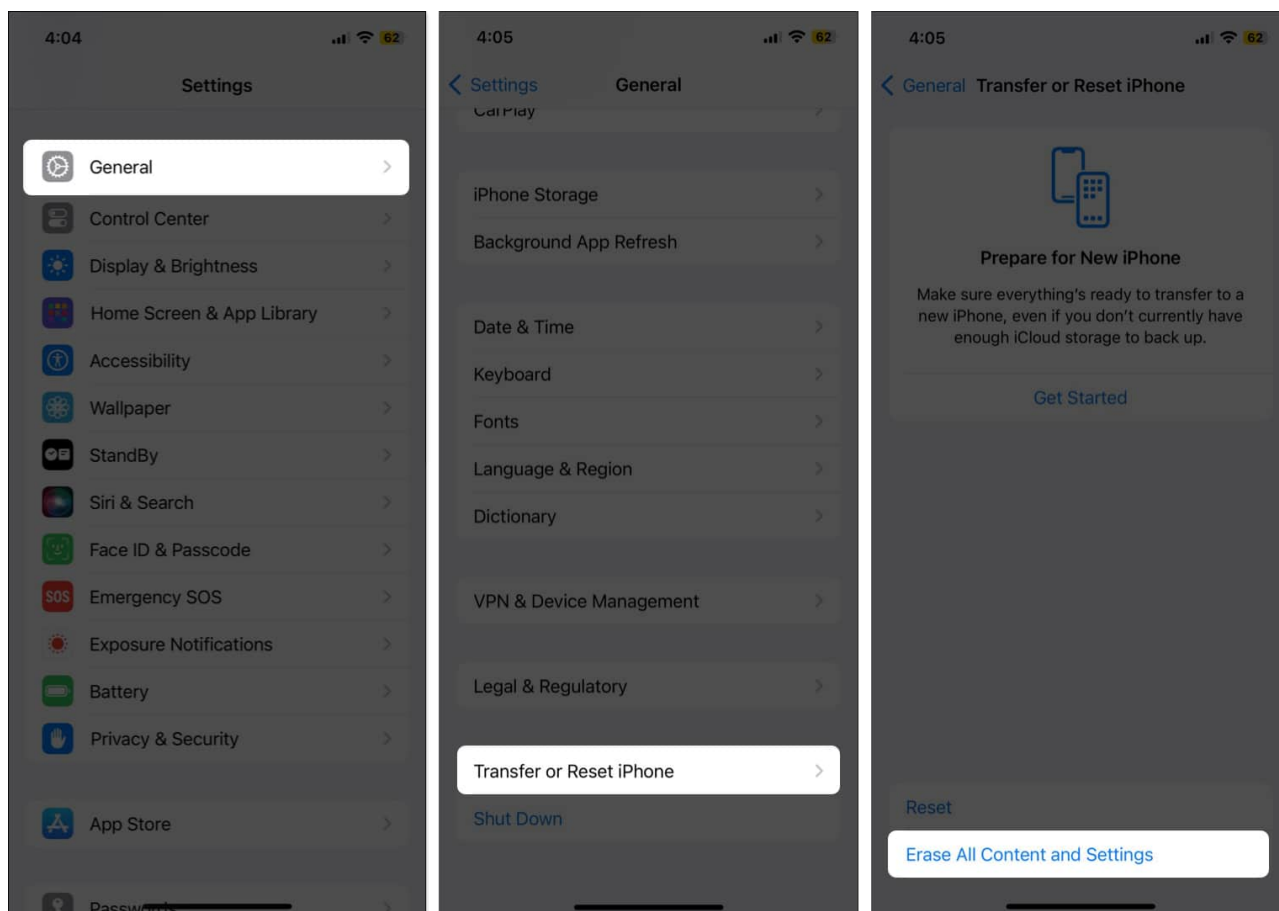 4:04
62
Settings
General
Control Center
Display & Brightness
Home Screen & App Library
Accessibility
Wallpaper
StandBy
Siri & Search
Face ID & Passcode
SOS
Emergency SOS
Exposure Notifications
Battery
Privacy & Security
App Store
Passwords
4:05
62
Settings
General
CarPlay
iPhone Storage
Background App Refresh
Date & Time
Keyboard
Fonts
Language & Region
Dictionary
VPN & Device Management
Legal & Regulatory
Transfer or Reset iPhone
Shut Down
4:05
62
General
Transfer or Reset iPhone
Prepare for New iPhone
Make sure everything's ready to transfer to a
new iPhone, even if you don't currently have
enough iCloud storage to back up.
Get Started
Reset
Erase All Content and Settings